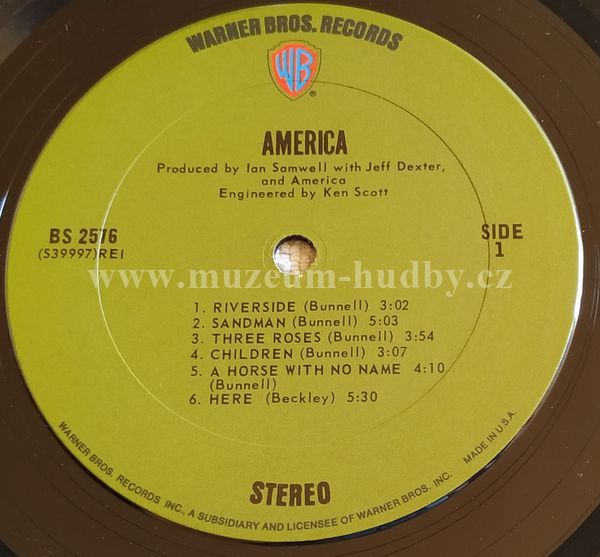 WARNER BROS. RECORDS
WB
®
AMERICA
Produced by Ian Samwell with Jeff Dexter,
and America
Engineered by Ken Scott
BS 2576
(S39997)REI
SIDE
1
www.muzeum-hudby.cz
1. RIVERSIDE (Bunnell) 3:02
2. SANDMAN (Bunnell) 5:03
3. THREE ROSES (Bunnell) 3:54
4. CHILDREN (Bunnell) 3:07
5. A HORSE WITH NO NAME 4:10
(Bunnell)
6. HERE (Beckley) 5:30
STEREO
WARNER BROS. RECORDS INC., A SUBSIDIARY AND LICENSEE OF WARNER BROS. INC. MADE IN U.S.A.